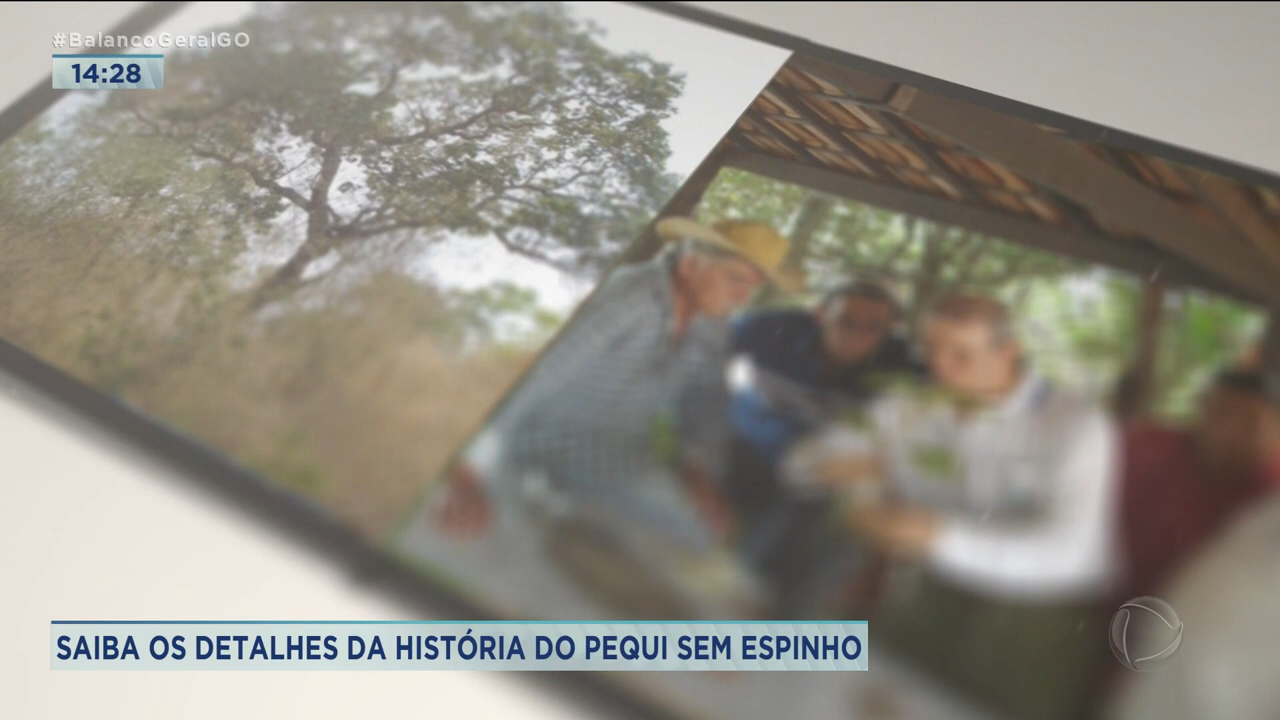 #BalancoGeralGO
14:28
SAIBA OS DETALHES DA HISTÓRIA DO PEQUI SEM ESPINHO